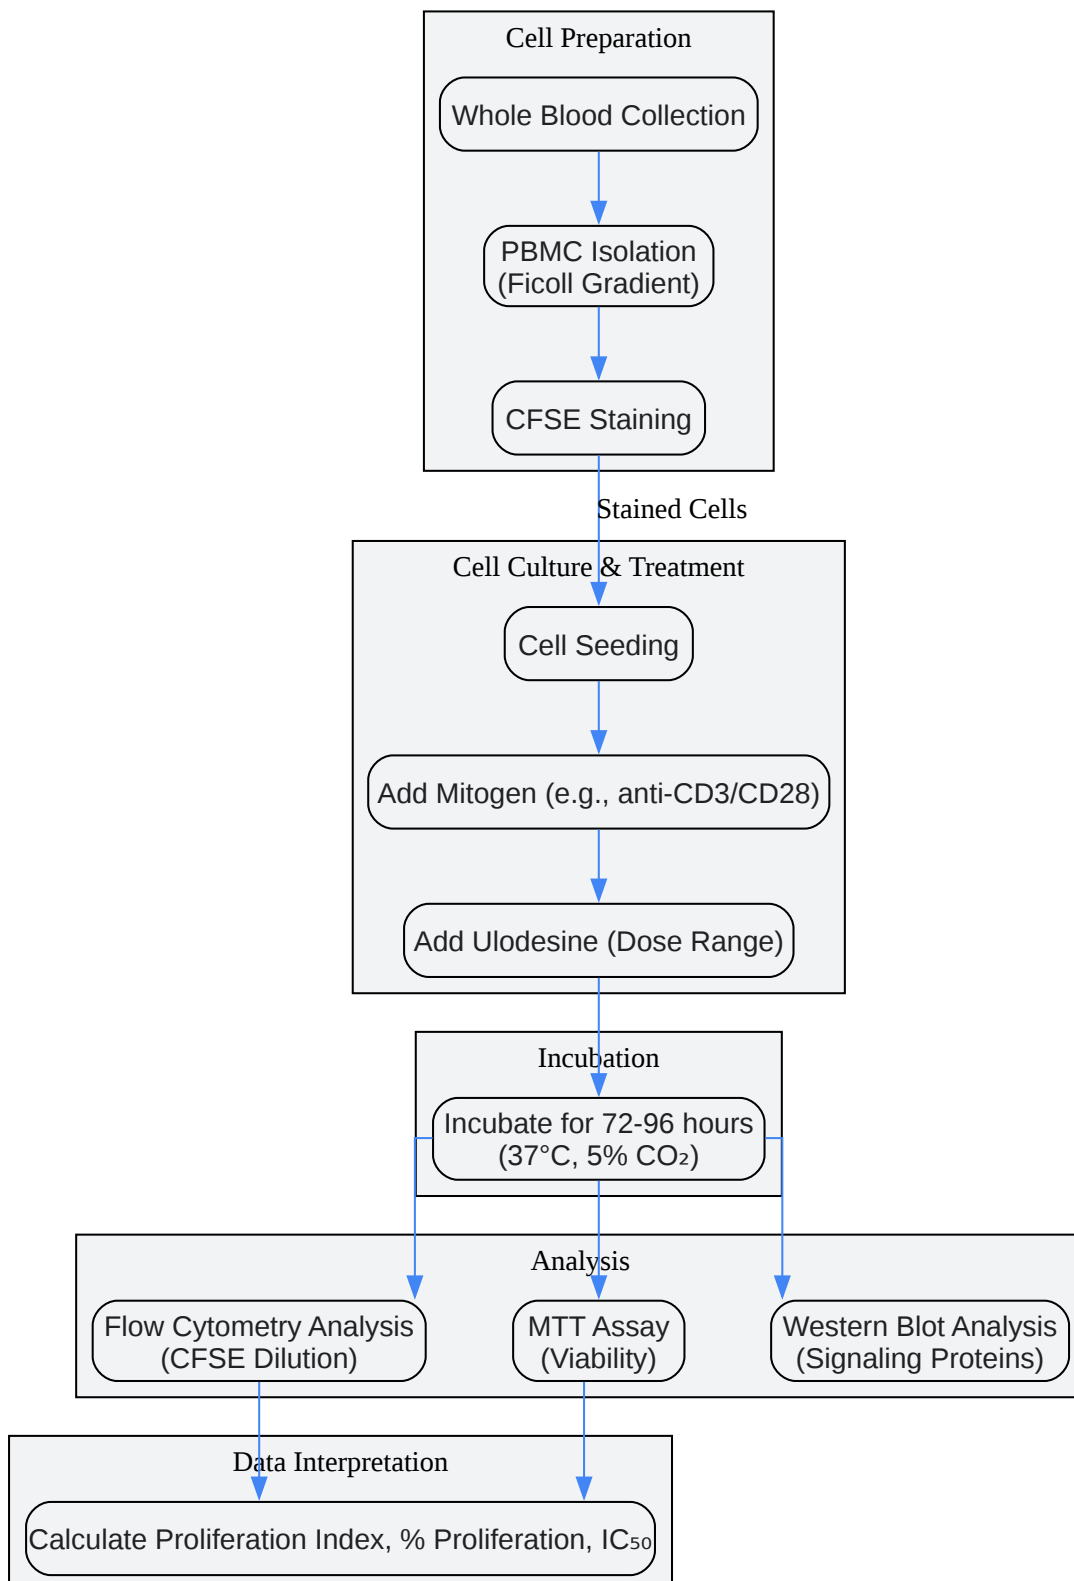 Cell Preparation
Whole Blood Collection
PBMC Isolation
(Ficoll Gradient)
CFSE Staining
Stained Cells
Cell Culture & Treatment
Cell Seeding
Add Mitogen (e.g., anti-CD3/CD28)
Add Ulodesine (Dose Range)
Incubation
Incubate for 72-96 hours
(37°C, 5% CO₂)
Analysis
Flow Cytometry Analysis
(CFSE Dilution)
MTT Assay
(Viability)
Western Blot Analysis
(Signaling Proteins)
Data Interpretation
Calculate Proliferation Index, % Proliferation, IC₅₀